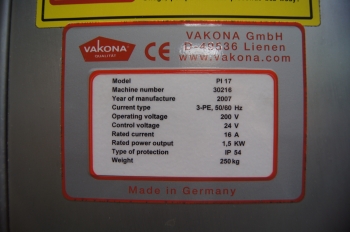 VAKONA
QUALITÄT
CE
VAKONA GmbH
D-49536 Lienen
www.vakona.com
Model PI 17
Machine number 30216
Year of manufacture 2007
Current type 3-PE, 50/60 Hz
Operating voltage 200 V
Control voltage 24 V
Rated current 16 A
Rated power output 1,5 KW
Type of protection IP 54
Weight 250kg
Made in Germany